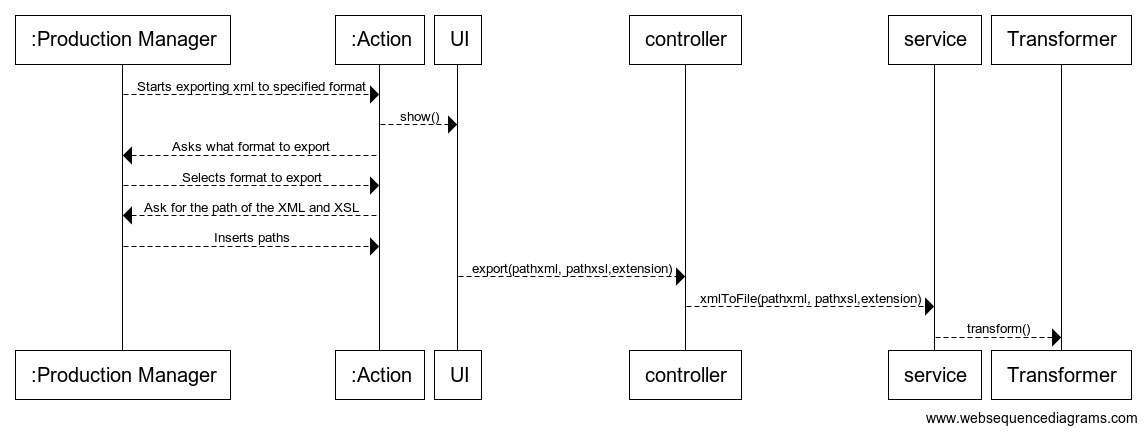 :Production Manager
:Action
UI
controller
service
Transformer
Starts exporting xml to specified format
show()
Asks what format to export
Selects format to export
Ask for the path of the XML and XSL
Inserts paths
export(pathxml, pathxsl,extension)
xmlToFile(pathxml, pathxsl,extension)
transform()
:Production Manager
:Action
UI
controller
service
Transformer
www.websequencediagrams.com